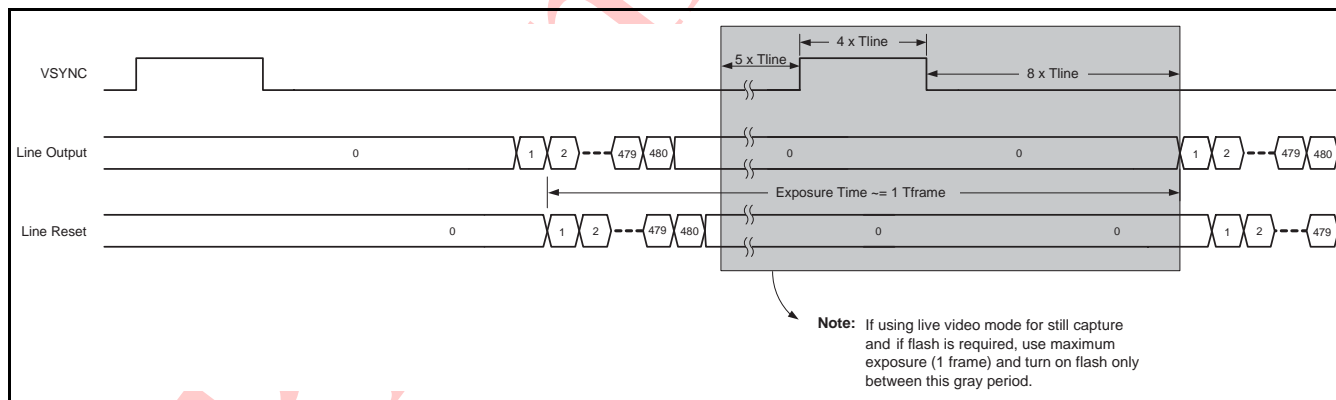 4 x Tline
5 x Tline
8 x Tline
VSYNC
Line Output
0
1
2
479
480
0
0
1
2
479
480
Exposure Time ~= 1 Tframe
Line Reset
0
1
2
479
480
0
0
1
2
479
Note: If using live video mode for still capture
and if flash is required, use maximum
exposure (1 frame) and turn on flash only
between this gray period.